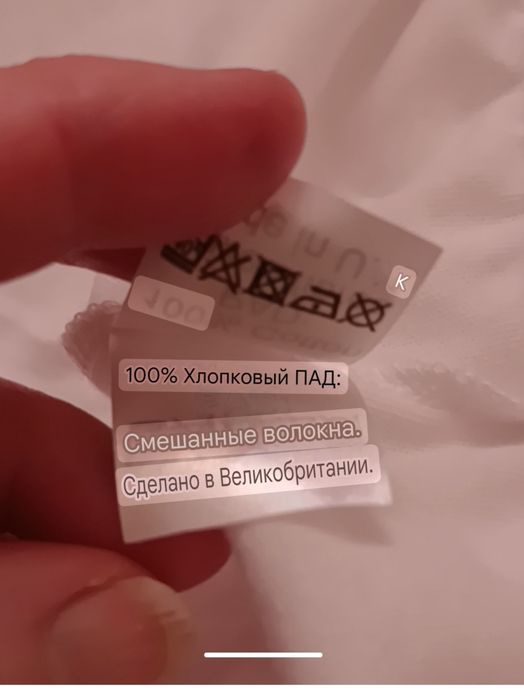 K
100% Хлопковый ПАД:
Смешанные волокна.
Сделано в Великобритании.